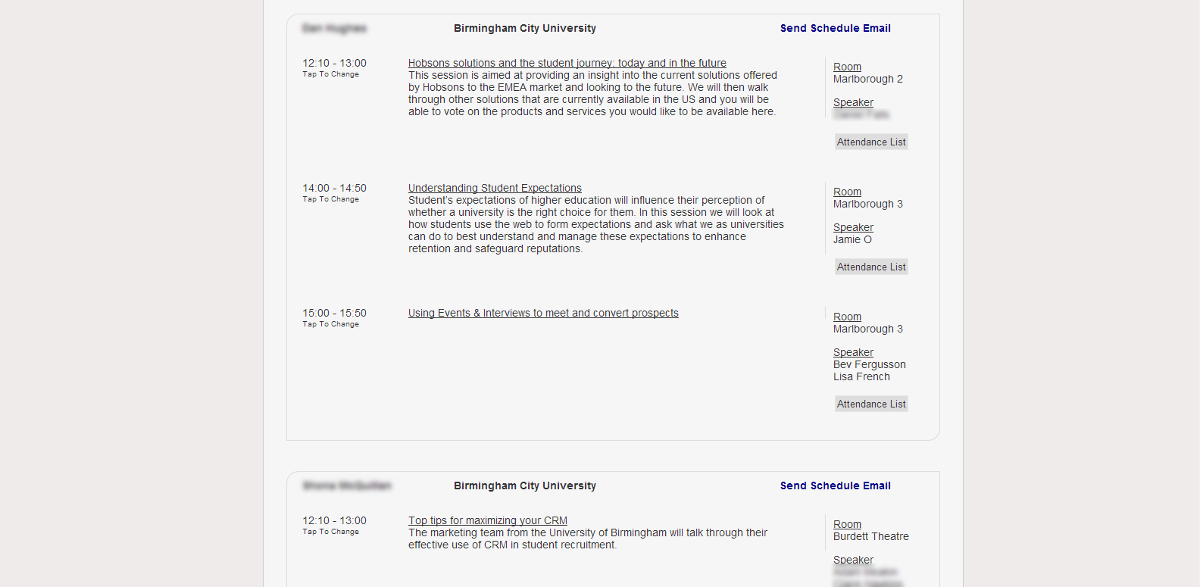 Birmingham City University
Send Schedule Email
12:10 - 13:00
Tap To Change
Hobsons solutions and the student journey: today and in the future
This session is aimed at providing an insight into the current solutions offered
by Hobsons to the EMEA market and looking to the future. We will then walk
through other solutions that are currently available in the US and you will be
able to vote on the products and services you would like to be available here.
Room
Marlborough 2
Speaker
Attendance List
14:00 - 14:50
Tap To Change
Understanding Student Expectations
Student's expectations of higher education will influence their perception of
whether a university is the right choice for them. In this session we will look at
how students use the web to form expectations and ask what we as universities
can do to best understand and manage these expectations to enhance
retention and safeguard reputations.
Room
Marlborough 3
Speaker
Jamie O
Attendance List
15:00 - 15:50
Tap To Change
Using Events & Interviews to meet and convert prospects
Room
Marlborough 3
Speaker
Bev Fergusson
Lisa French
Attendance List
Birmingham City University
Send Schedule Email
12:10 - 13:00
Tap To Change
Top tips for maximizing your CRM
The marketing team from the University of Birmingham will talk through their
effective use of CRM in student recruitment.
Room
Burdett Theatre
Speaker